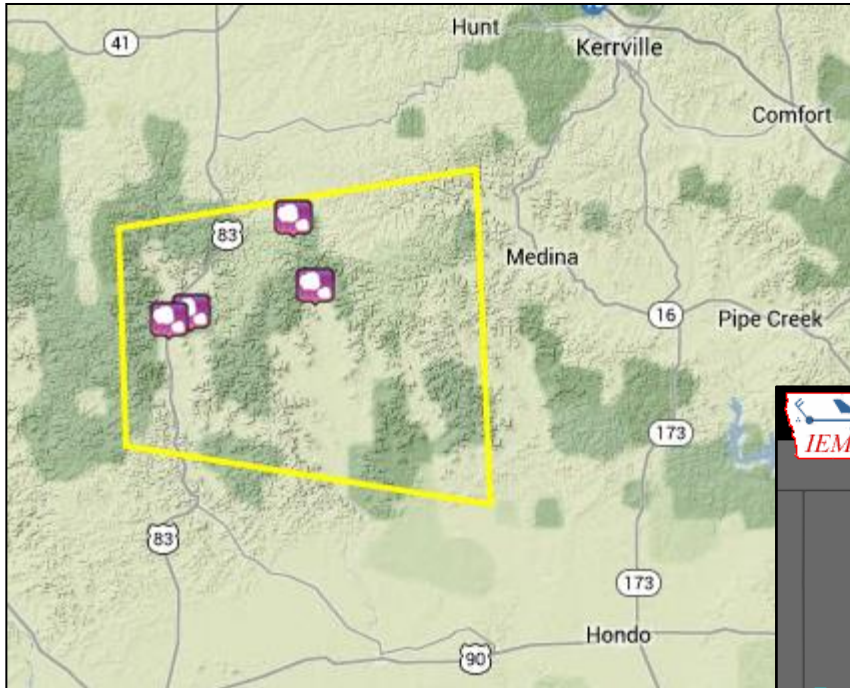 Hunt
41
Kerrville
Comfort
83
Medina
16
Pipe Creek
IEM
173
83
173
Hondo
90